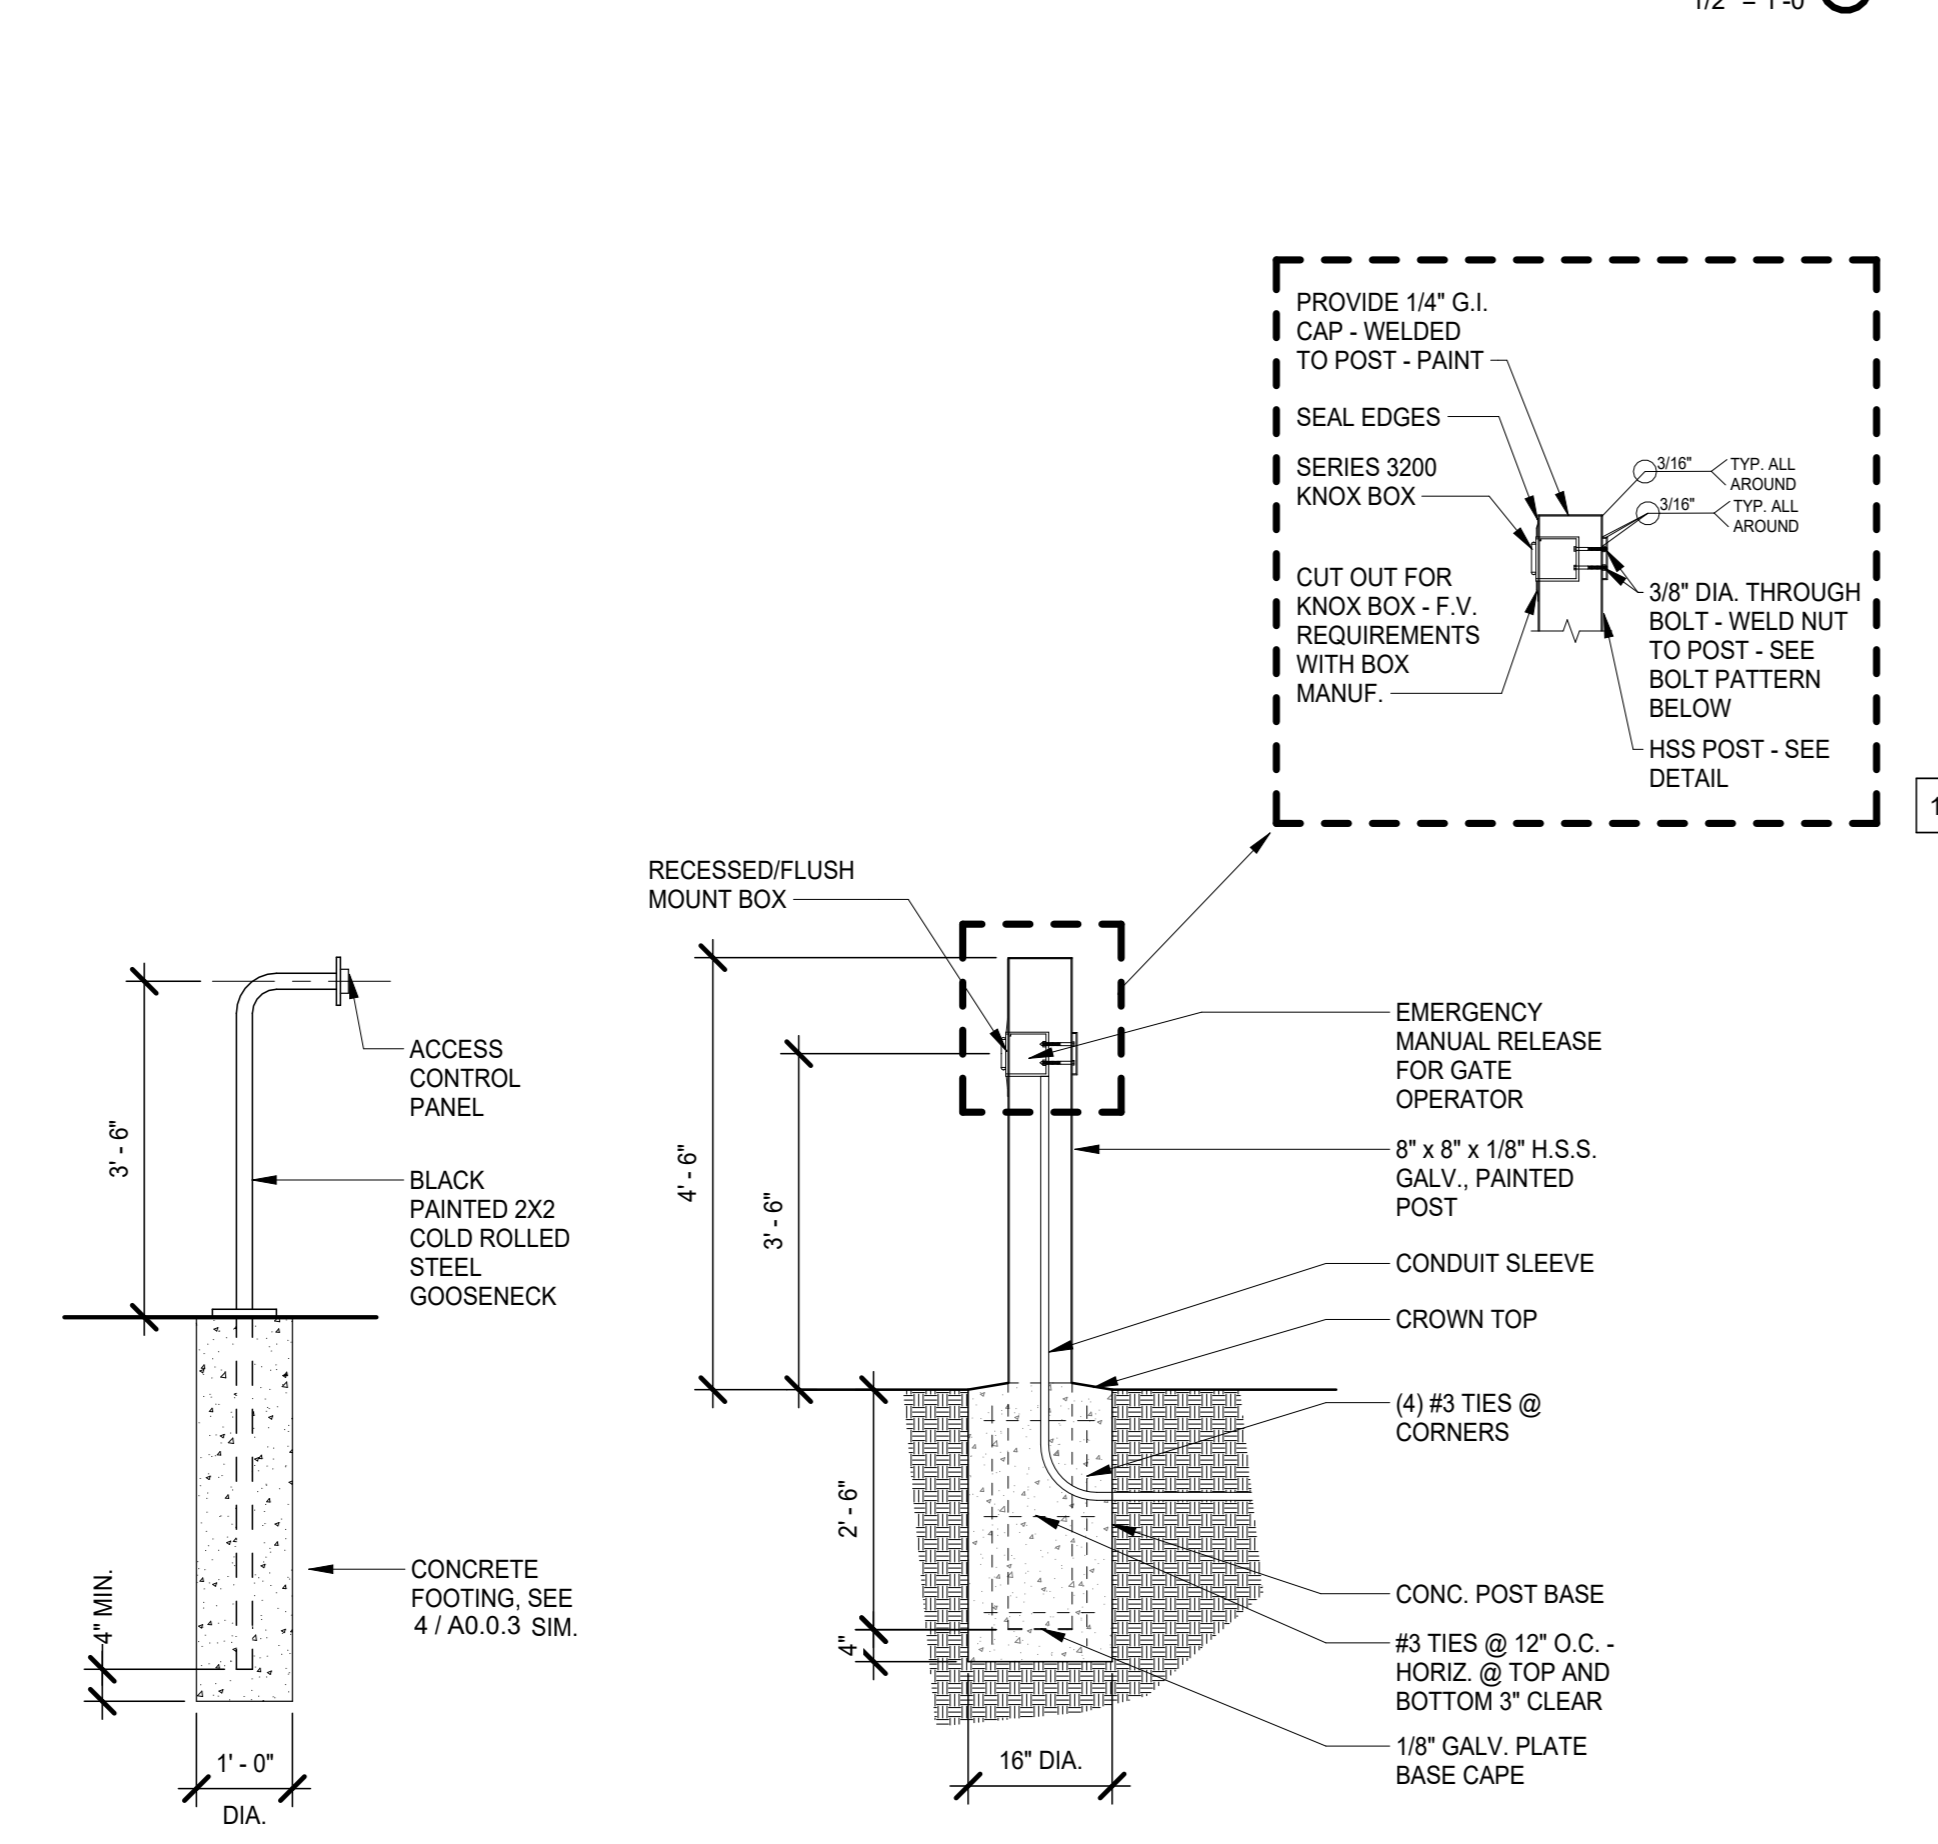 1/2" = 1'-0"
PROVIDE 1/4" G.I.
CAP - WELDED
TO POST - PAINT
SEAL EDGES
SERIES 3200
KNOX BOX
CUT OUT FOR
KNOX BOX - F.V.
REQUIREMENTS
WITH BOX
MANUF.
3/16"
TYP. ALL
AROUND
3/16"
TYP. ALL
AROUND
3/8" DIA. THROUGH
BOLT - WELD NUT
TO POST - SEE
BOLT PATTERN
BELOW
HSS POST - SEE
DETAIL
1
3' - 6"
ACCESS
CONTROL
PANEL
BLACK
PAINTED 2X2
COLD ROLLED
STEEL
GOOSENECK
CONCRETE
FOOTING, SEE
4 / A0.0.3 SIM.
4" MIN.
1' - 0"
DIA.
RECESSED/FLUSH
MOUNT BOX
4' - 6"
3' - 6"
2' - 6"
4"
16" DIA.
EMERGENCY
MANUAL RELEASE
FOR GATE
OPERATOR
8" x 8" x 1/8" H.S.S.
GALV., PAINTED
POST
CONDUIT SLEEVE
CROWN TOP
(4) #3 TIES @
CORNERS
CONC. POST BASE
#3 TIES @ 12" O.C. -
HORIZ. @ TOP AND
BOTTOM 3" CLEAR
1/8" GALV. PLATE
BASE CAPE